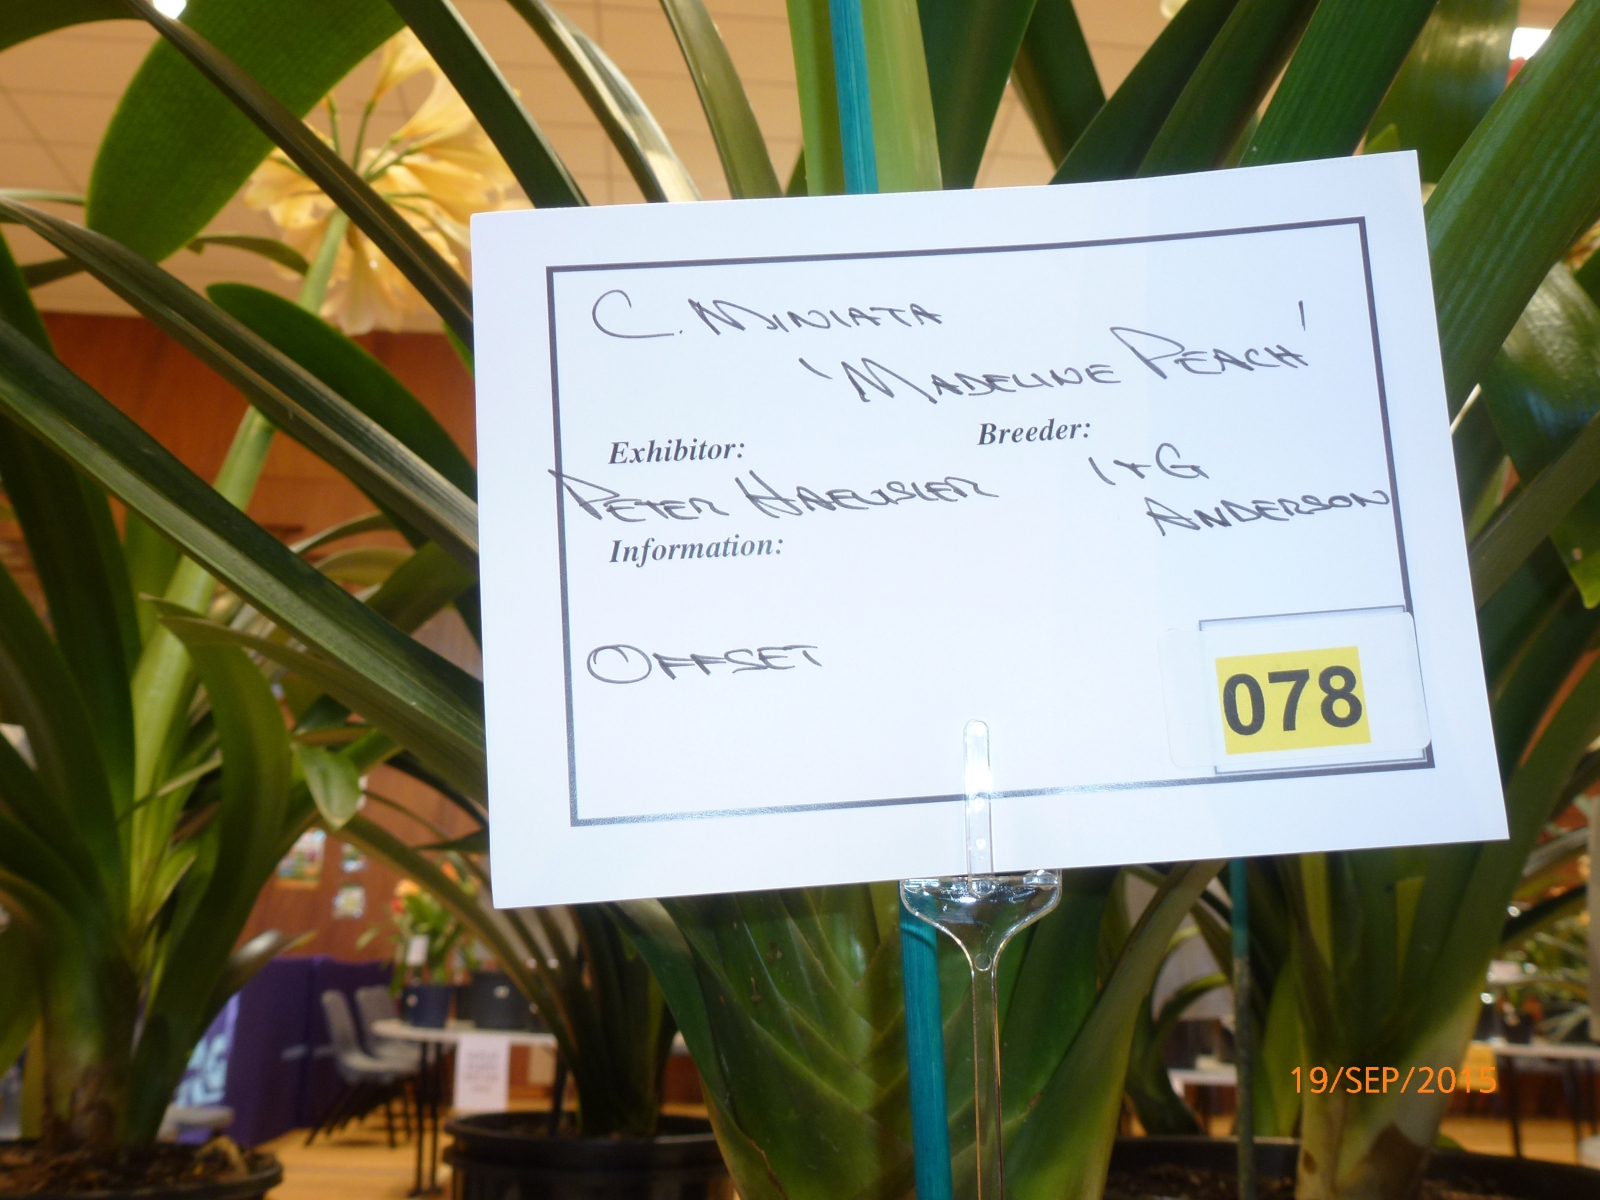 C. MINIATA
'MADELINE PEACH'
Exhibitor:
Breeder:
PETER HAEUSLER
I + G
ANDERSON
Information:
OFFSET
078
19/SEP/2015